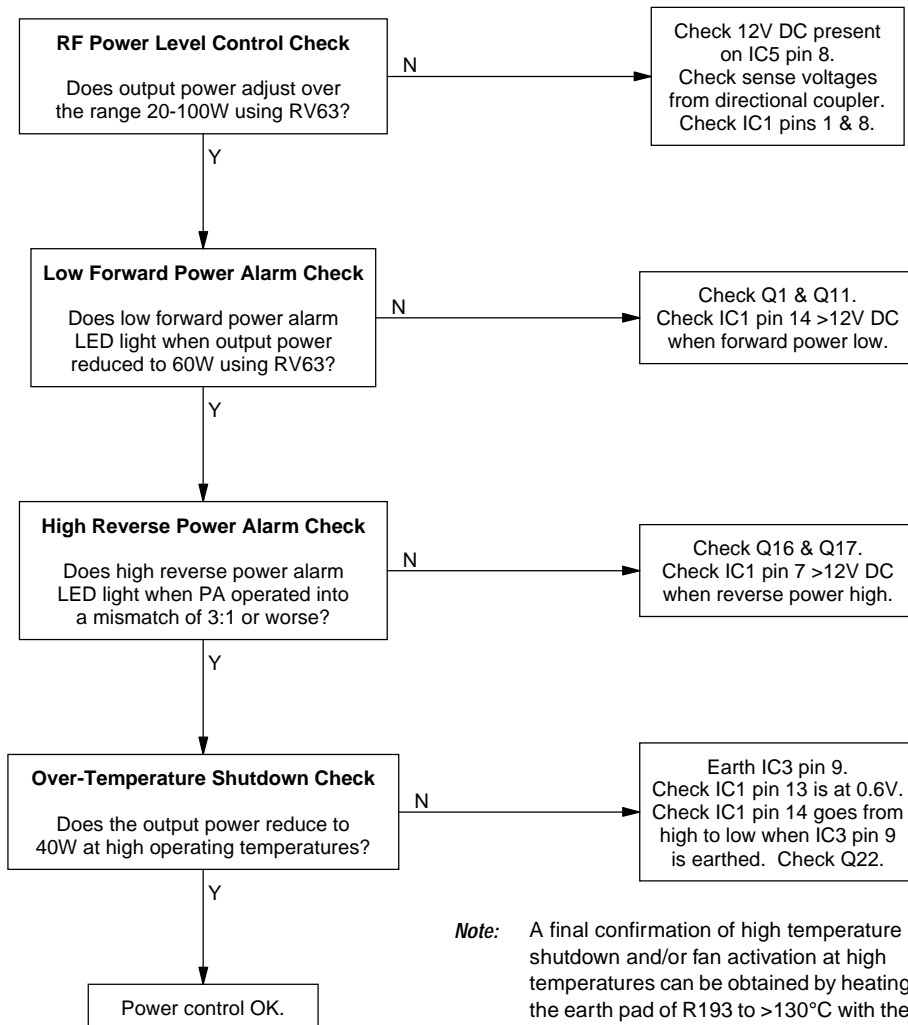 RF Power Level Control Check
Does output power adjust over
the range 20-100W using RV63?
N
Check 12V DC present
on IC5 pin 8.
Check sense voltages
from directional coupler.
Check IC1 pins 1 & 8.
Y
Low Forward Power Alarm Check
Does low forward power alarm
LED light when output power
reduced to 60W using RV63?
N
Check Q1 & Q11.
Check IC1 pin 14 >12V DC
when forward power low.
Y
High Reverse Power Alarm Check
Does high reverse power alarm
LED light when PA operated into
a mismatch of 3:1 or worse?
N
Check Q16 & Q17.
Check IC1 pin 7 >12V DC
when reverse power high.
Y
Over-Temperature Shutdown Check
Does the output power reduce to
40W at high operating temperatures?
N
Earth IC3 pin 9.
Check IC1 pin 13 is at 0.6V.
Check IC1 pin 14 goes from
high to low when IC3 pin 9
is earthed. Check Q22.
Y
Power control OK.
Note: A final confirmation of high temperature
shutdown and/or fan activation at high
temperatures can be obtained by heating
the earth pad of R193 to >130°C with the